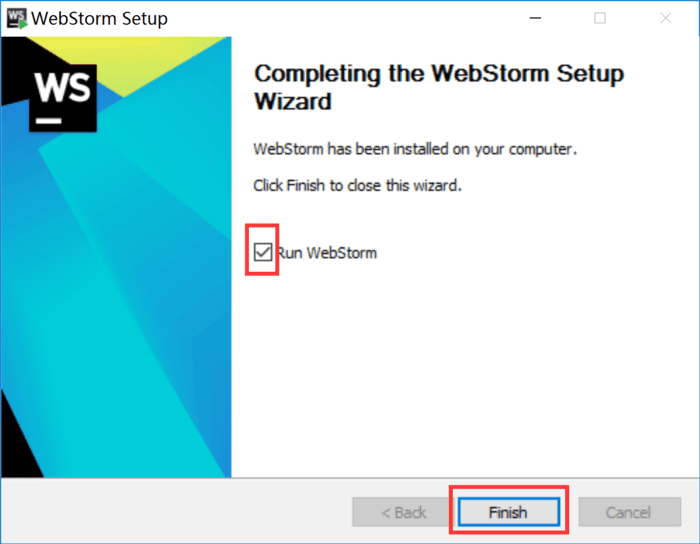 WS WebStorm Setup
WS
Completing the WebStorm Setup
Wizard
WebStorm has been installed on your computer.
Click Finish to close this wizard.
Run WebStorm
< Back Finish Cancel